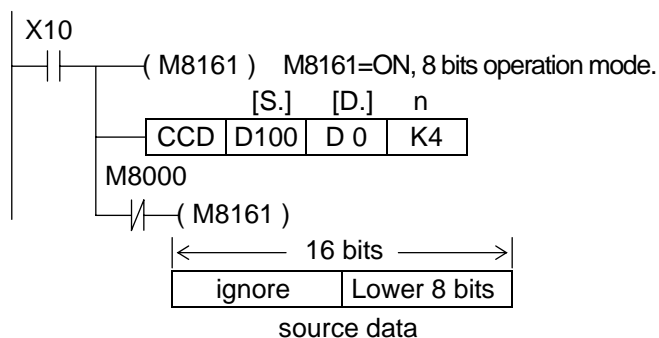 X10
( M8161 ) M8161=ON, 8 bits operation mode.
[S.] [D.] n
CCD D100 D 0 K4
M8000
( M8161 )
16 bits
ignore Lower 8 bits
source data